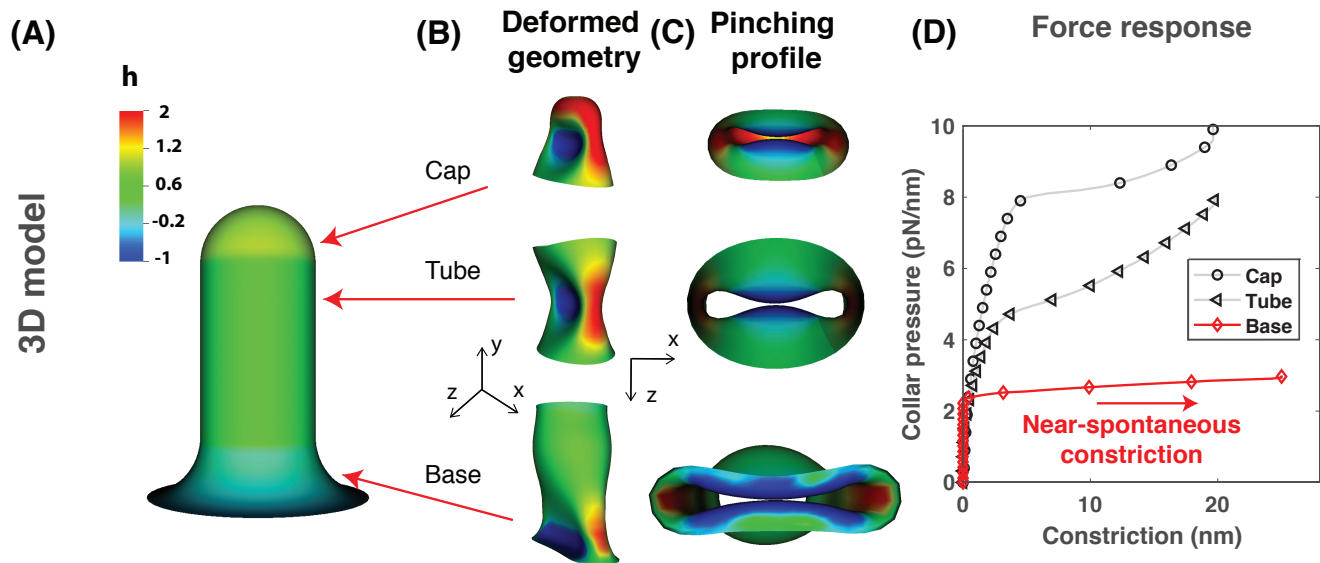 (A)
(B)
Deformed
geometry
(C)
Pinching
profile
(D)
Force response
3D model
h
2
1.2
0.6
-0.2
-1
Cap
Tube
Base
y
z
x
x
z
Collar pressure (pN/nm)
10
8
6
4
2
0
Cap
Tube
Base
Near-spontaneous
constriction
0
10
20
Constriction (nm)